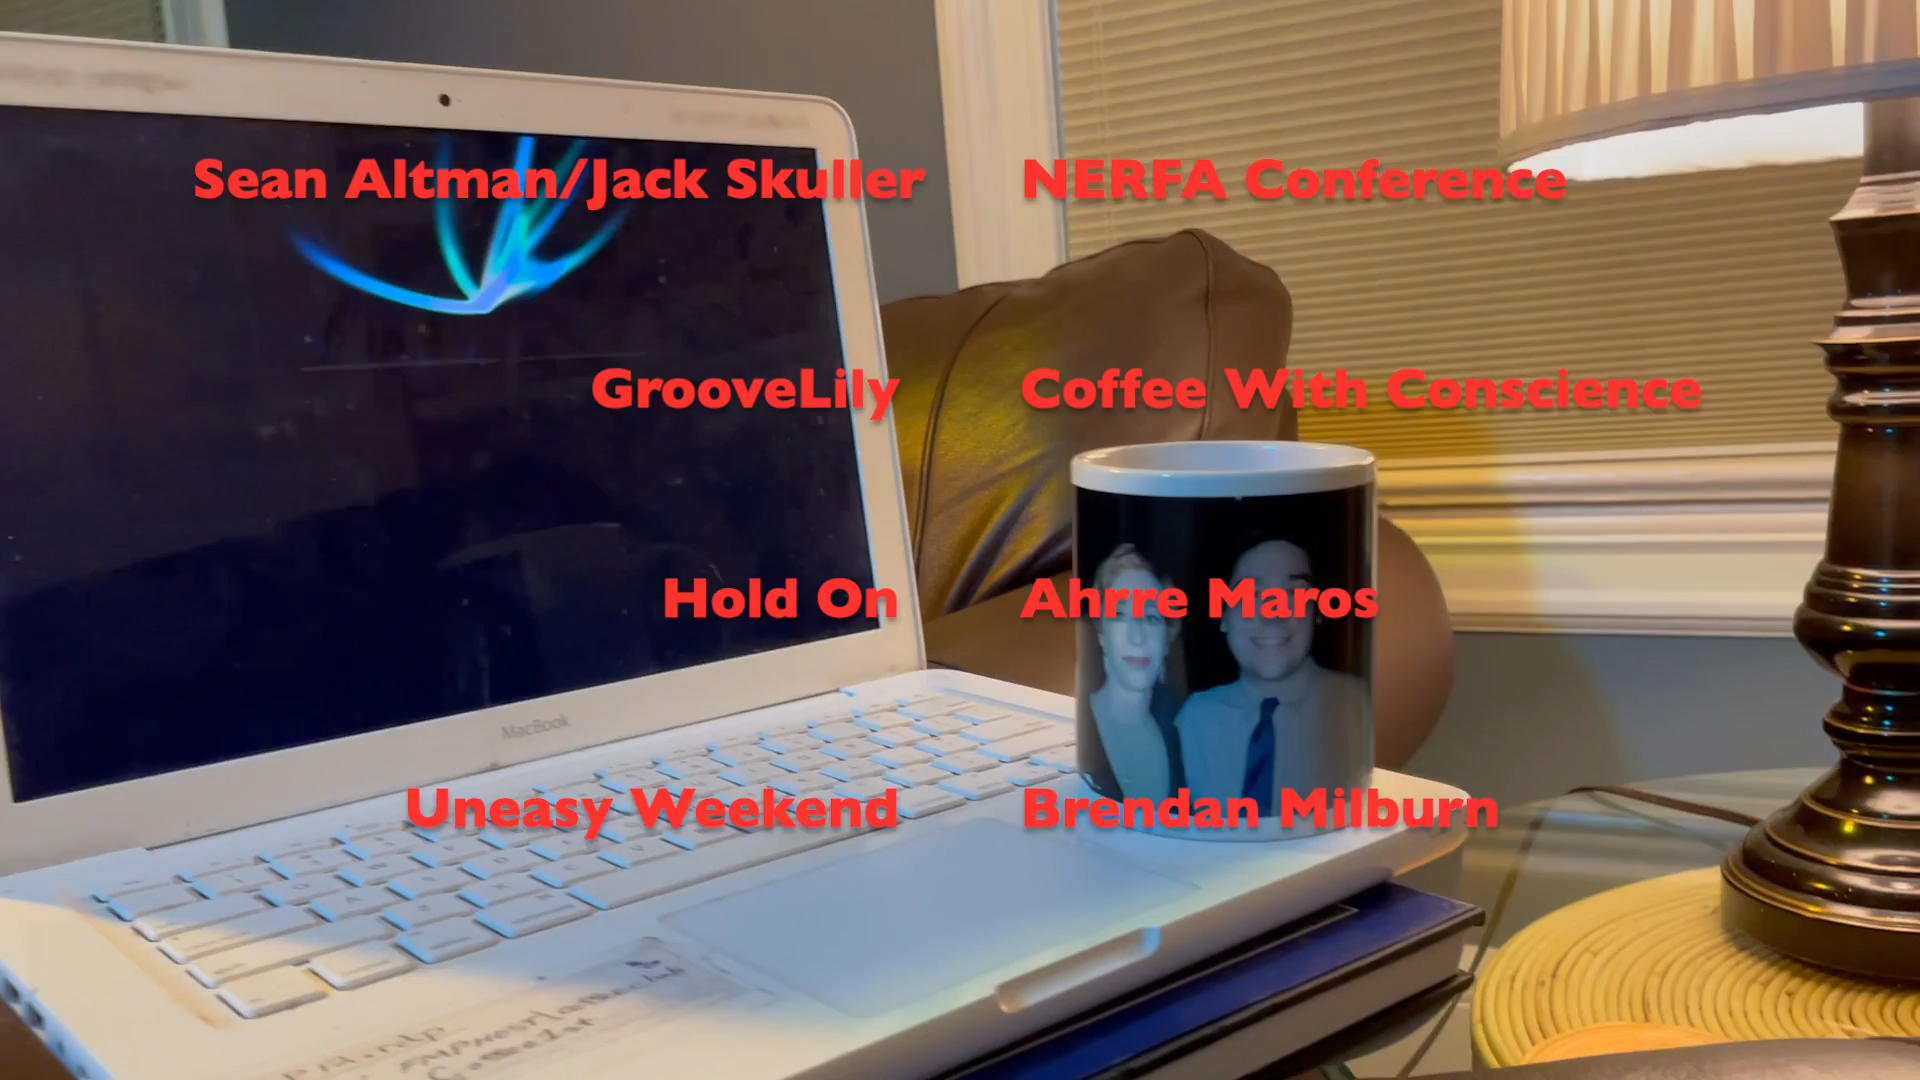 Sean Altman/Jack Skuller NERFA Conference
GrooveLily Coffee With Conscience
Hold On Ahrre Maros
MacBook
Uneasy Weekend Brendan Milburn